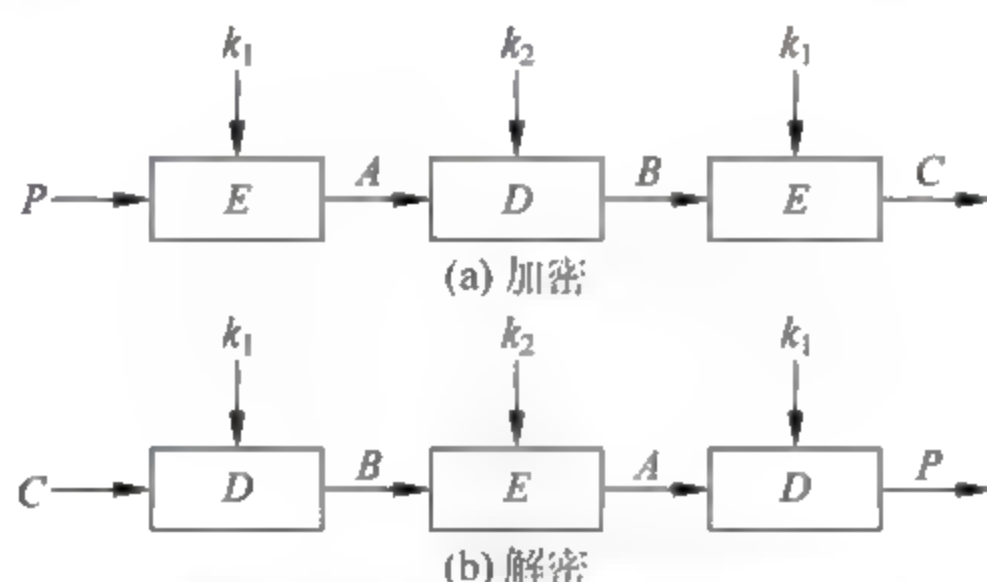 k₁ k₂ k₁
P E A D B E C
(a) 加密
k₁ k₂ k₁
C D B E A D P
(b) 解密